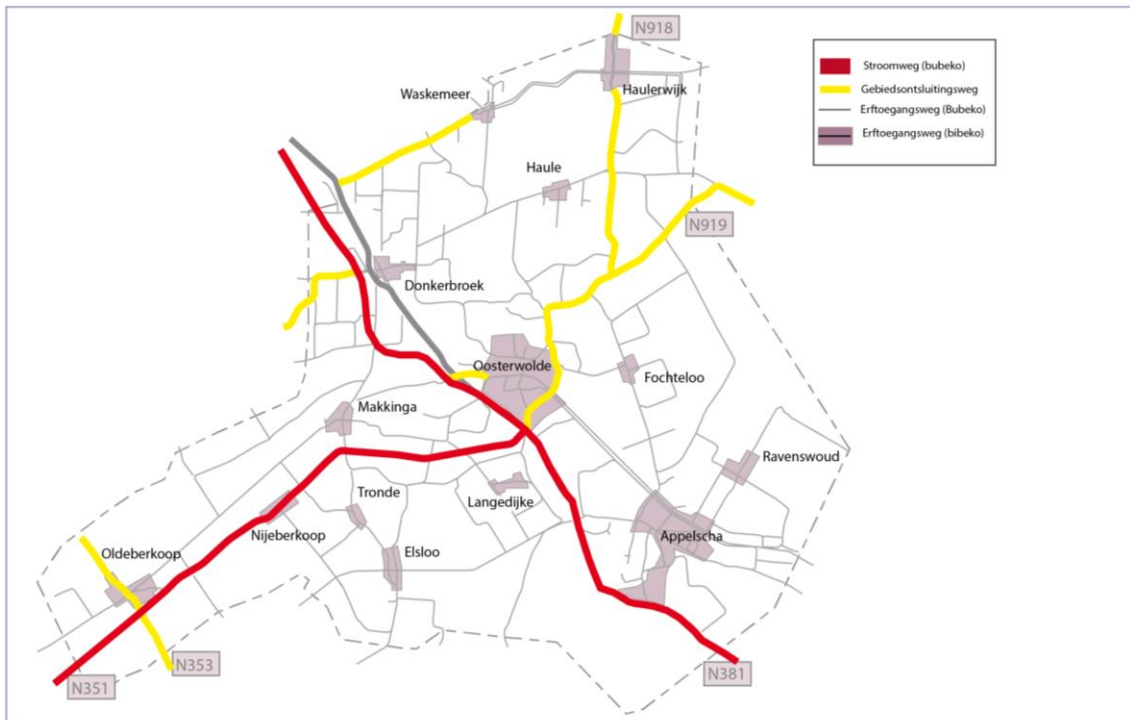 N918
Stroomweg (bubeko)
Gebiedsontsluitingsweg
Erftoegangsweg (Bubeko)
Erftoegangsweg (bibeko)
Waskemeer
Haulerwijk
Haule
N919
Donkerbroek
Oosterwolde
Fochteloo
Makkinga
Ravenswoud
Tronde
Langedijke
Nijeberkoop
Appelscha
Oldeberkoop
Elsloo
N353
N351
N381